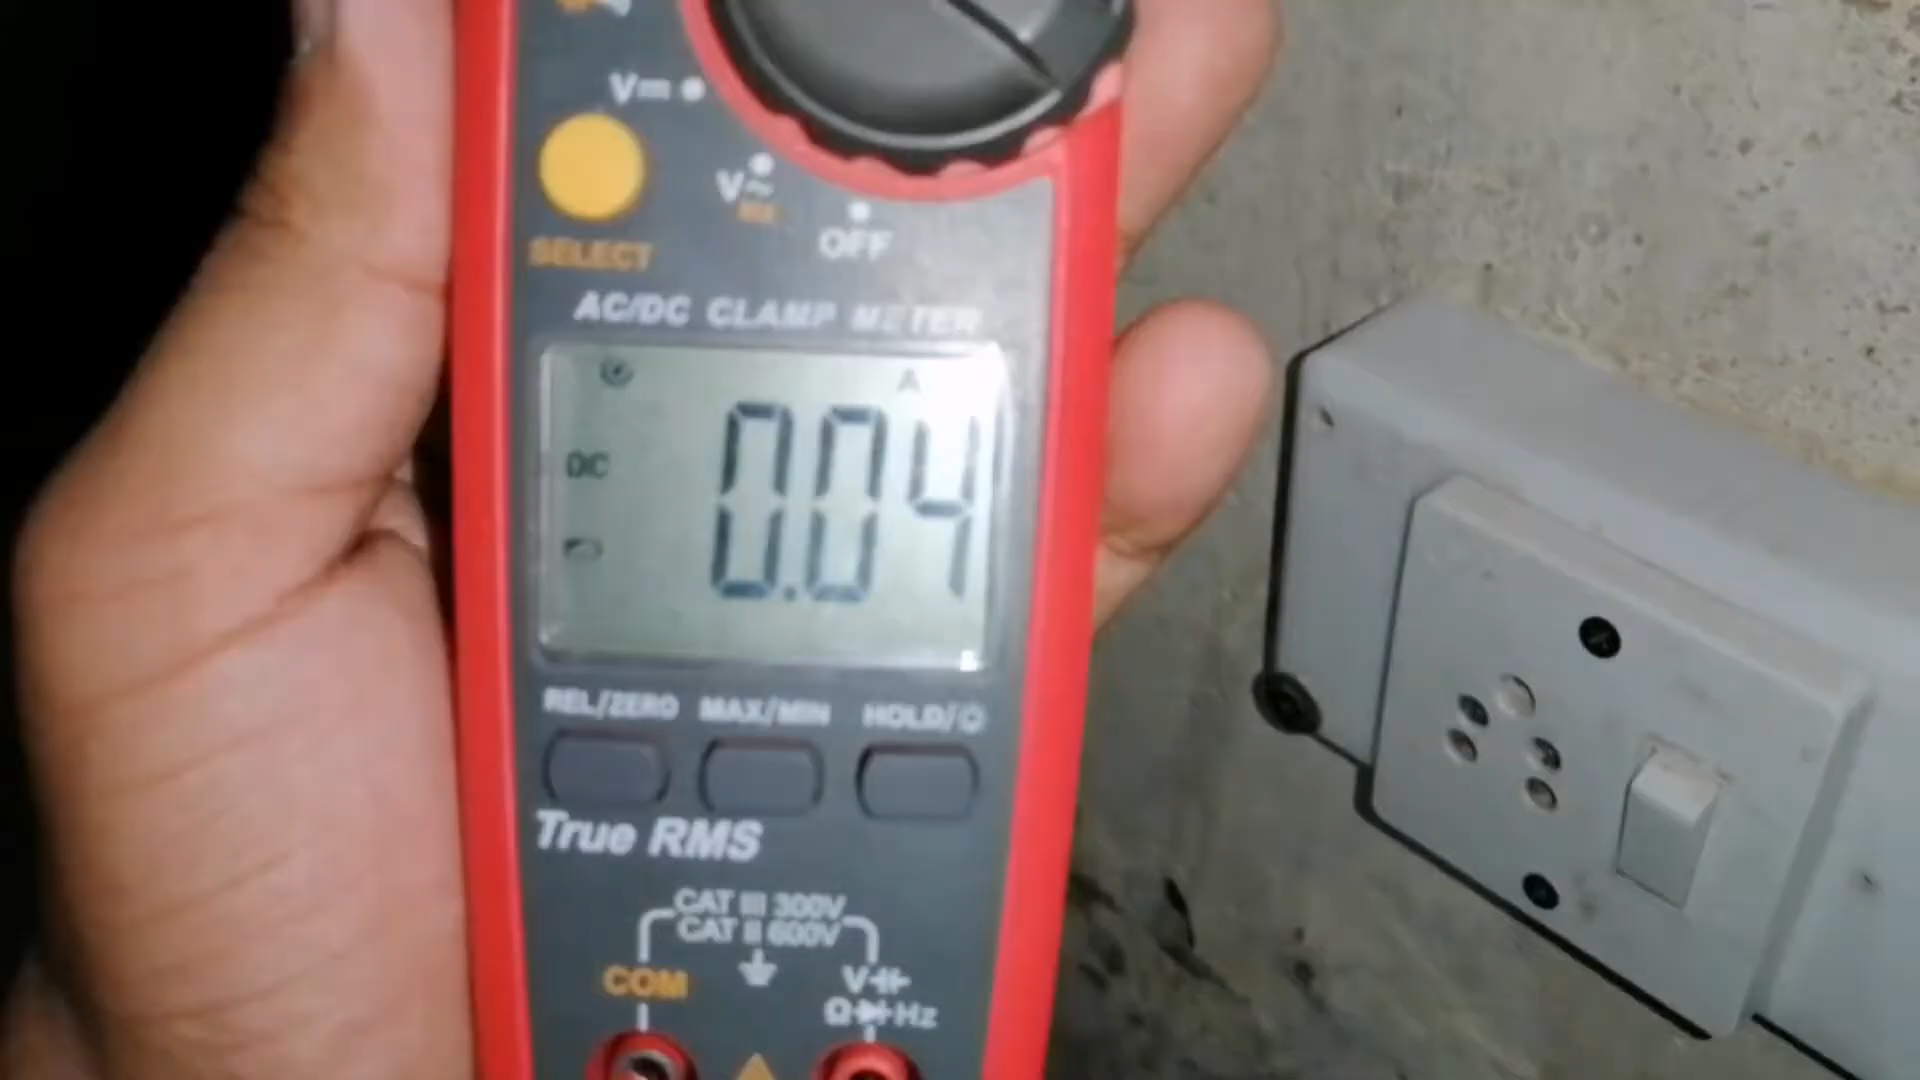 V⎓
V~
Hz
OFF
SELECT
AC/DC CLAMP METER
A
DC
0.04
REL/ZERO MAX/MIN HOLD/
True RMS
CAT III 300V
CAT II 600V
COM
V
Ω Hz